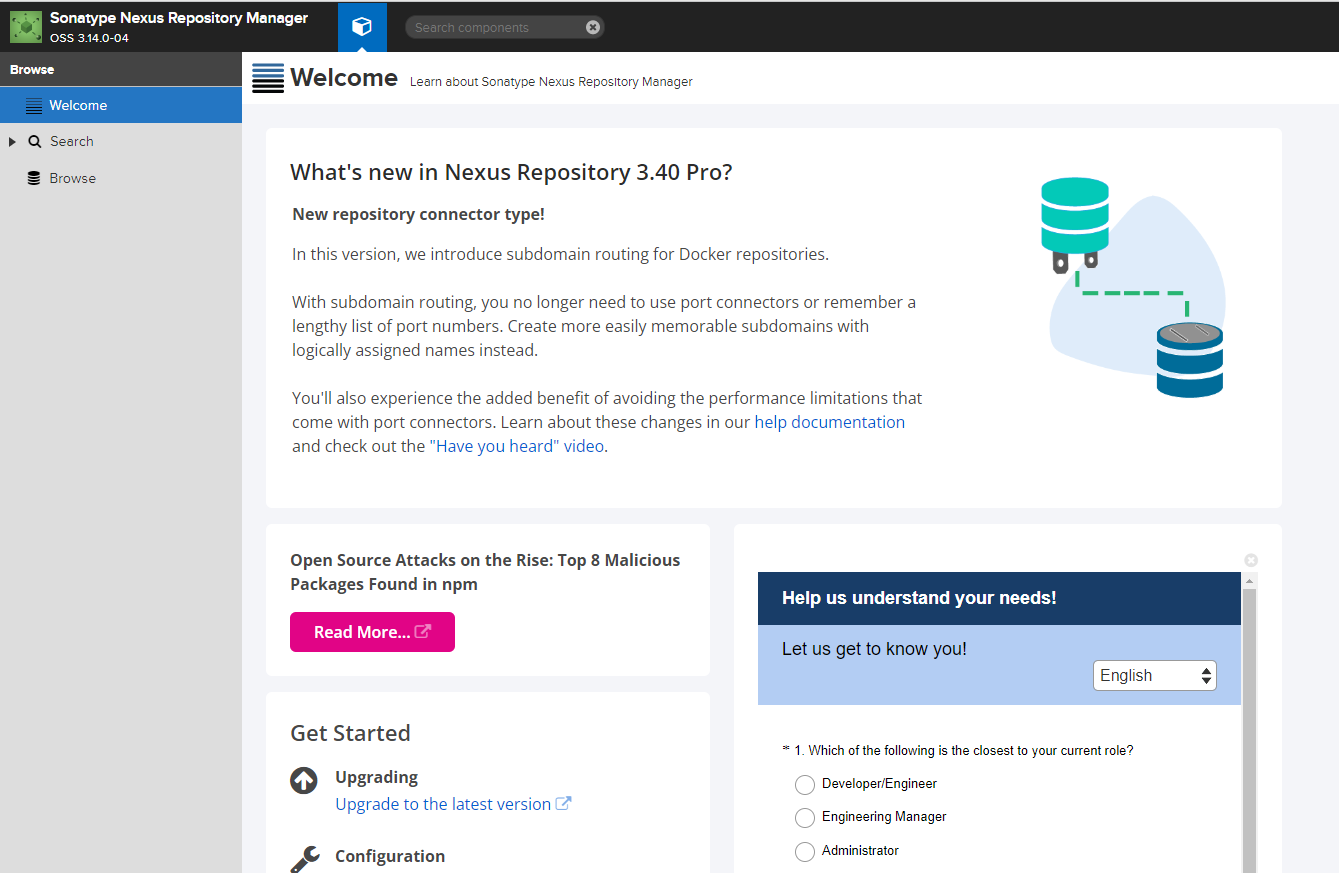 Sonatype Nexus Repository Manager
OSS 3.14.0-04
Search components
Browse
Welcome
Search
Browse
Welcome
Learn about Sonatype Nexus Repository Manager
What's new in Nexus Repository 3.40 Pro?
New repository connector type!
In this version, we introduce subdomain routing for Docker repositories.
With subdomain routing, you no longer need to use port connectors or remember a
lengthy list of port numbers. Create more easily memorable subdomains with
logically assigned names instead.
You'll also experience the added benefit of avoiding the performance limitations that
come with port connectors. Learn about these changes in our help documentation
and check out the "Have you heard" video.
Open Source Attacks on the Rise: Top 8 Malicious
Packages Found in npm
Read More...
Get Started
Upgrading
Upgrade to the latest version
Configuration
Help us understand your needs!
Let us get to know you!
English
* 1. Which of the following is the closest to your current role?
Developer/Engineer
Engineering Manager
Administrator